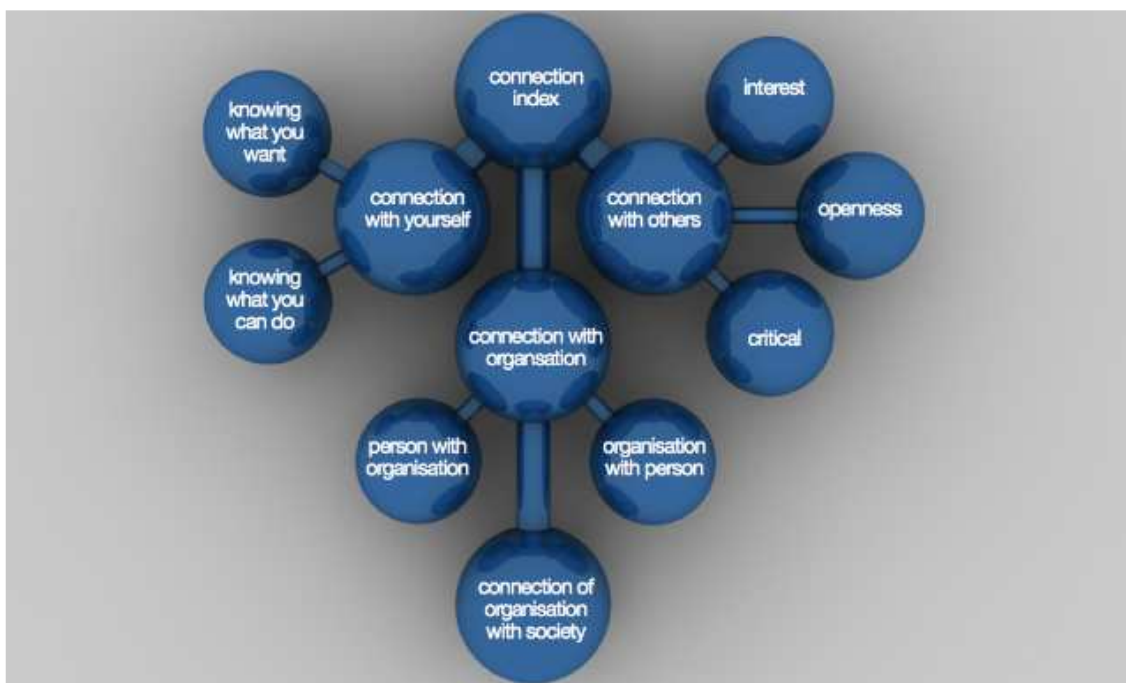 connection
index
interest
knowing
what you
want
connection
with yourself
connection
with others
openness
knowing
what you
can do
connection with
organsation
critical
person with
organisation
organisation
with person
connection of
organisation
with society